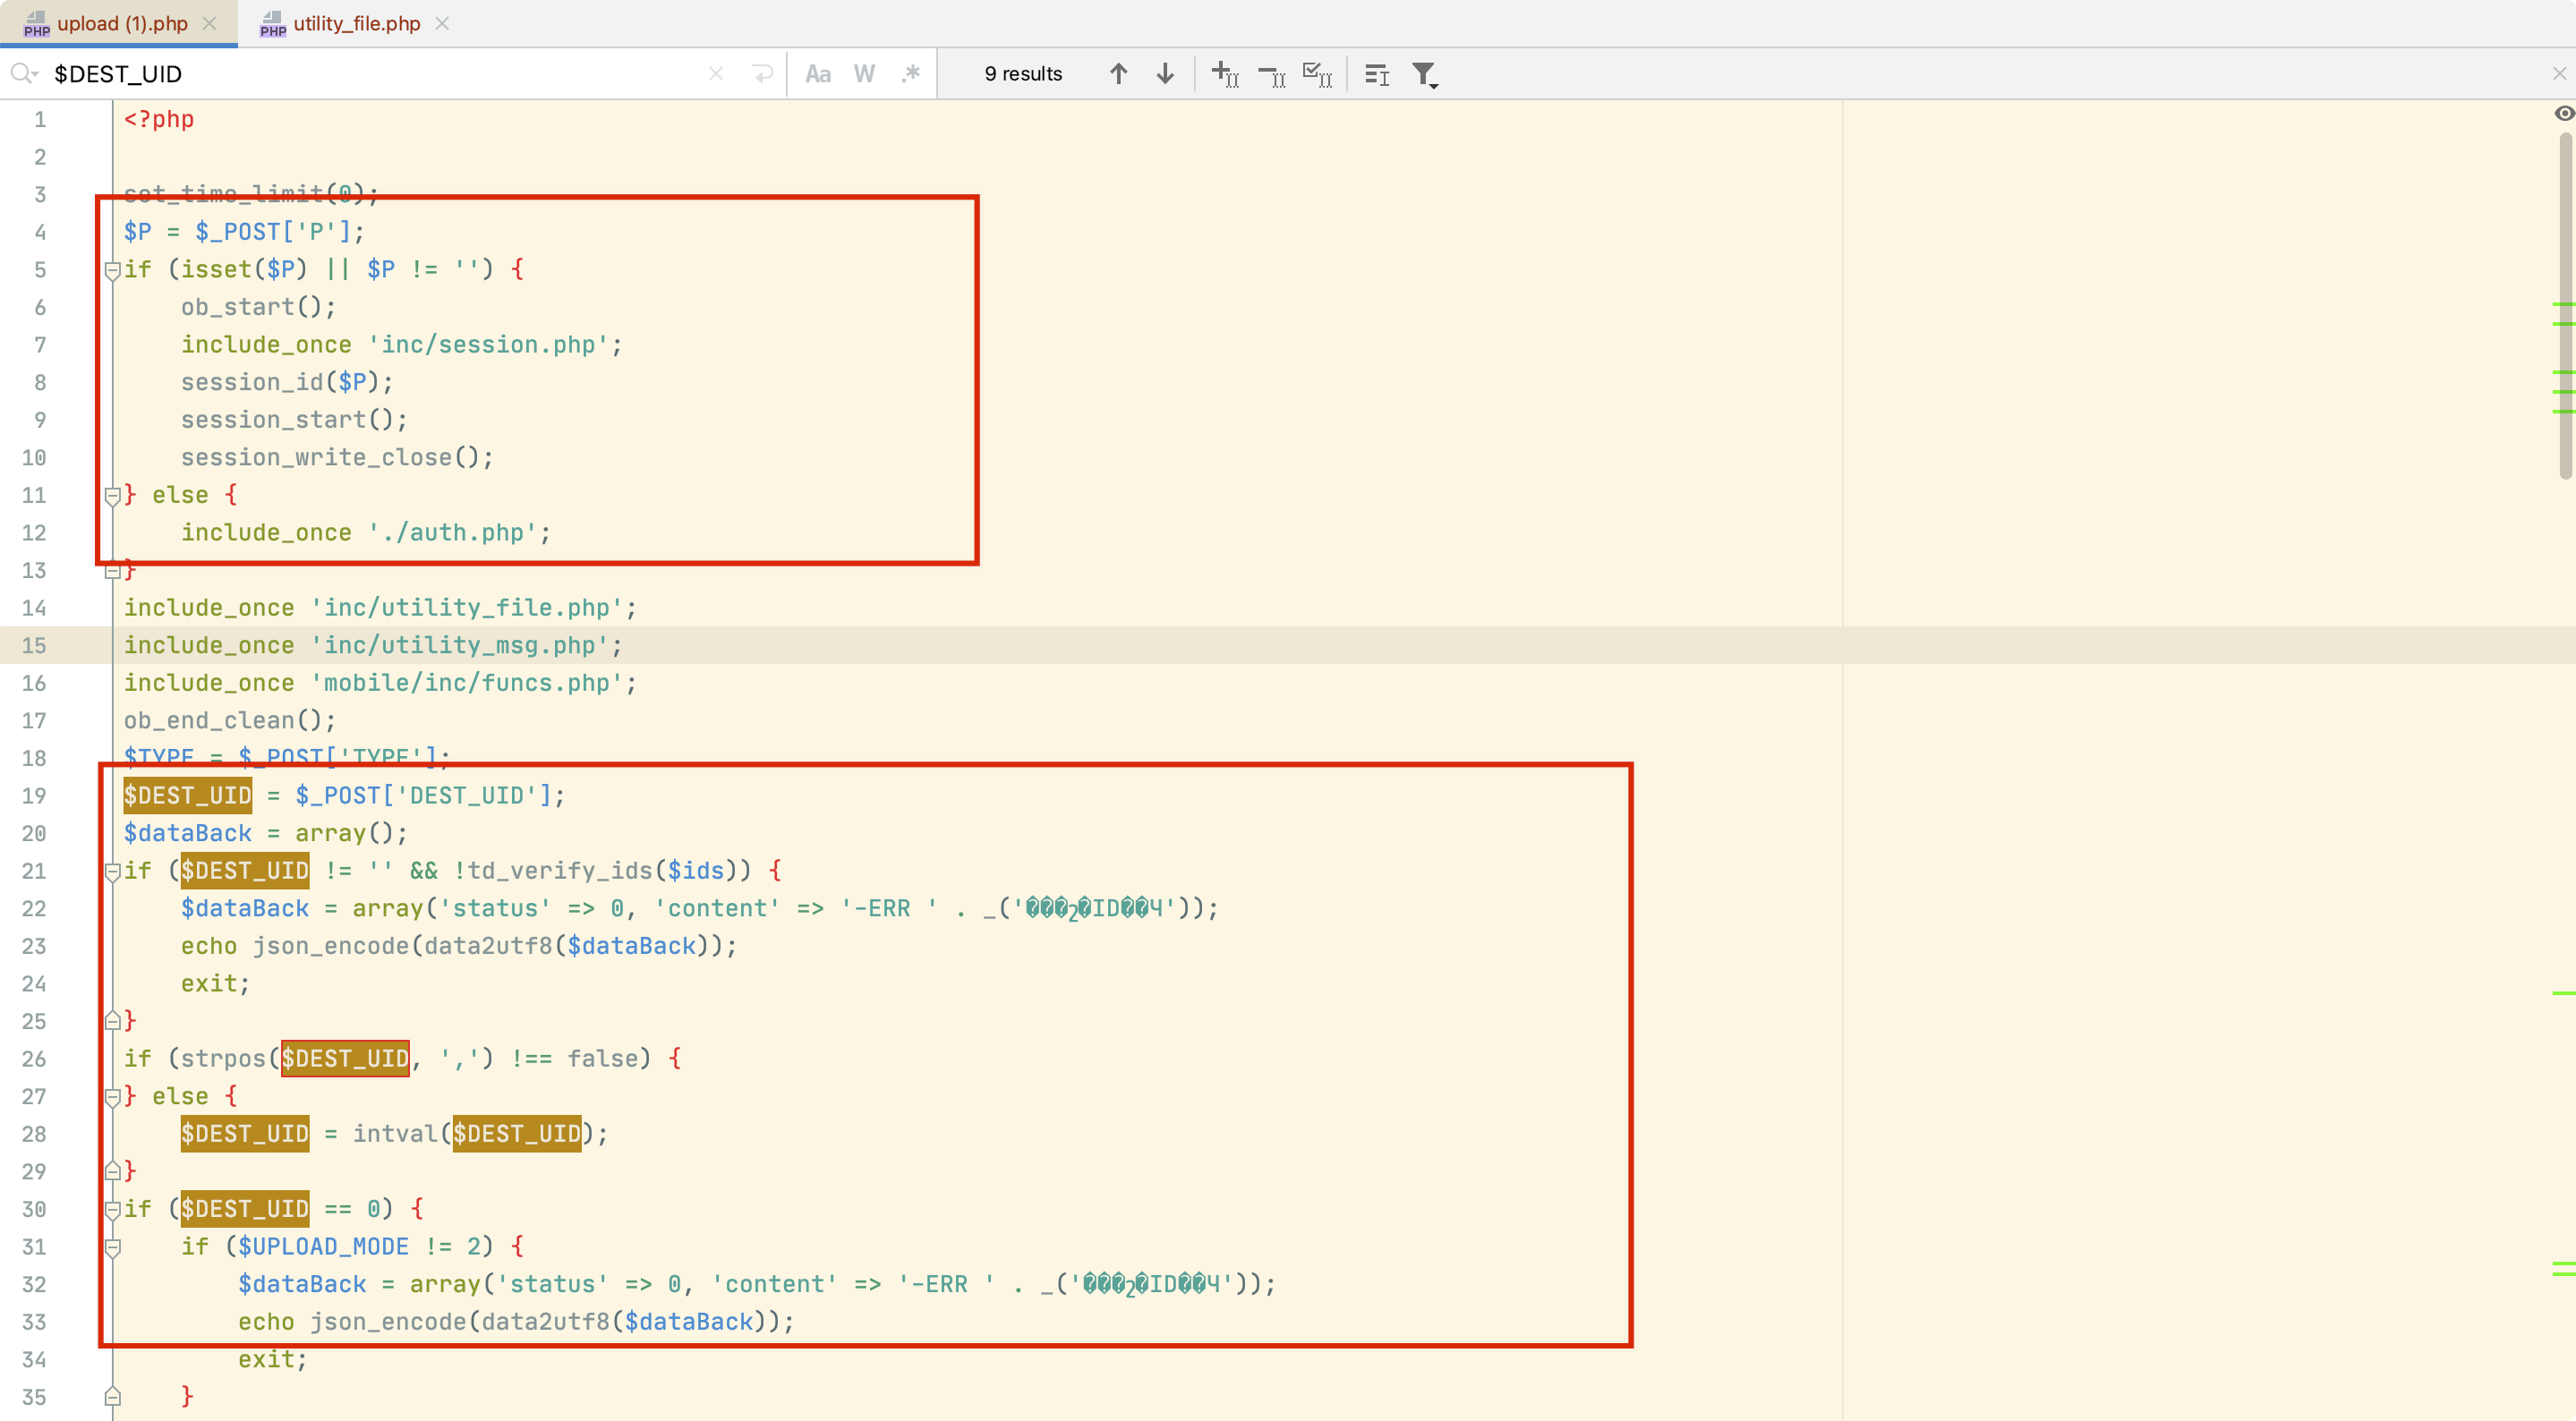 upload (1).php
utility_file.php
$DEST_UID
Aa W .*
9 results
1 <?php
2
3 set_time_limit(0);
4 $P = $_POST['P'];
5 if (isset($P) || $P != '') {
6 ob_start();
7 include_once 'inc/session.php';
8 session_id($P);
9 session_start();
10 session_write_close();
11 } else {
12 include_once './auth.php';
13 }
14 include_once 'inc/utility_file.php';
15 include_once 'inc/utility_msg.php';
16 include_once 'mobile/inc/funcs.php';
17 ob_end_clean();
18 $TYPE = $_POST['TYPE'];
19 $DEST_UID = $_POST['DEST_UID'];
20 $dataBack = array();
21 if ($DEST_UID != '' && !td_verify_ids($ids)) {
22 $dataBack = array('status' => 0, 'content' => '-ERR ' . _('���2�ID��Ч'));
23 echo json_encode(data2utf8($dataBack));
24 exit;
25 }
26 if (strpos($DEST_UID, ',') !== false) {
27 } else {
28 $DEST_UID = intval($DEST_UID);
29 }
30 if ($DEST_UID == 0) {
31 if ($UPLOAD_MODE != 2) {
32 $dataBack = array('status' => 0, 'content' => '-ERR ' . _('���2�ID��Ч'));
33 echo json_encode(data2utf8($dataBack));
34 exit;
35 }